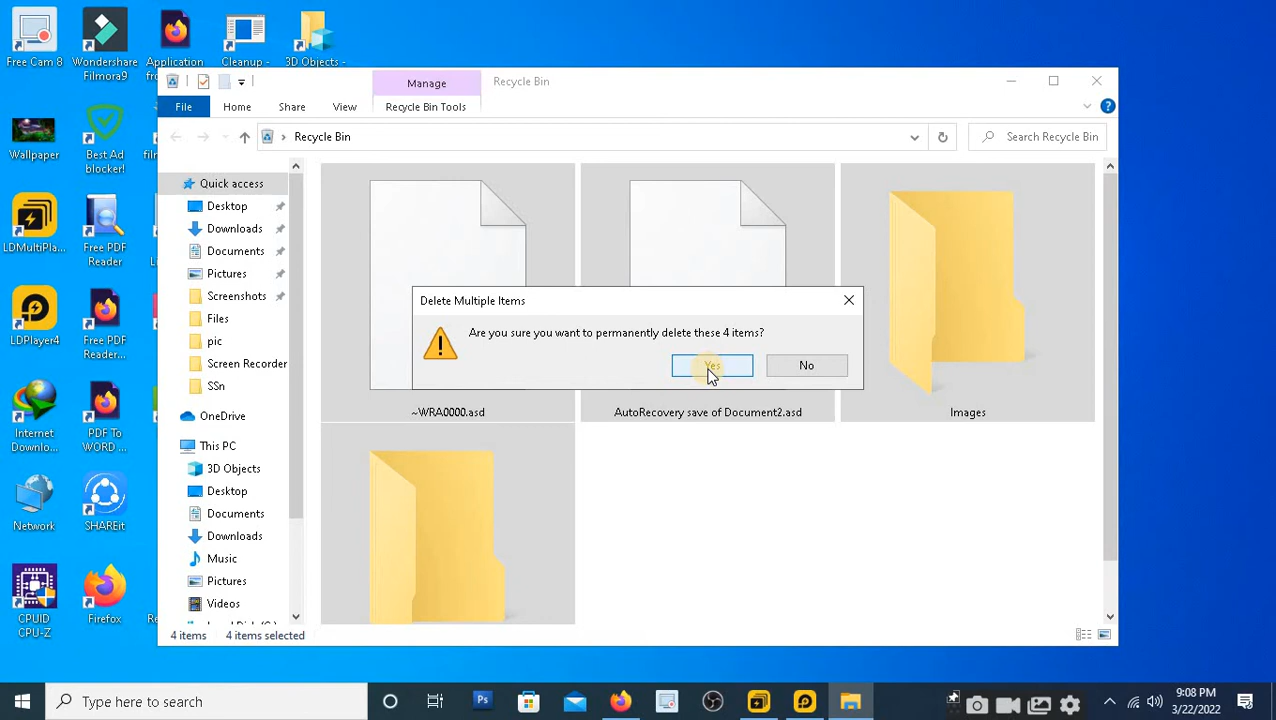 Free Cam 8
Wondershare
Filmora9
Application
Cleanup -
3D Objects -
Manage
Recycle Bin
File
Home
Share
View
Recycle Bin Tools
Recycle Bin
Search Recycle Bin
Wallpaper
Best Ad
blocker!
Quick access
Desktop
Downloads
Documents
Pictures
Screenshots
Files
pic
Screen Recorder
SSn
OneDrive
This PC
3D Objects
Desktop
Documents
Downloads
Music
Pictures
Videos
LDMultiPla...
Free PDF
Reader
LDPlayer4
Free PDF
Reader...
Internet
Downlo...
PDF To
WORD ...
Network
SHAREit
CPUID
CPU-Z
Firefox
Delete Multiple Items
Are you sure you want to permanently delete these 4 items?
Yes
No
~WRA0000.asd
AutoRecovery save of Document2.asd
Images
4 items
4 items selected
Type here to search
9:08 PM
3/22/2022